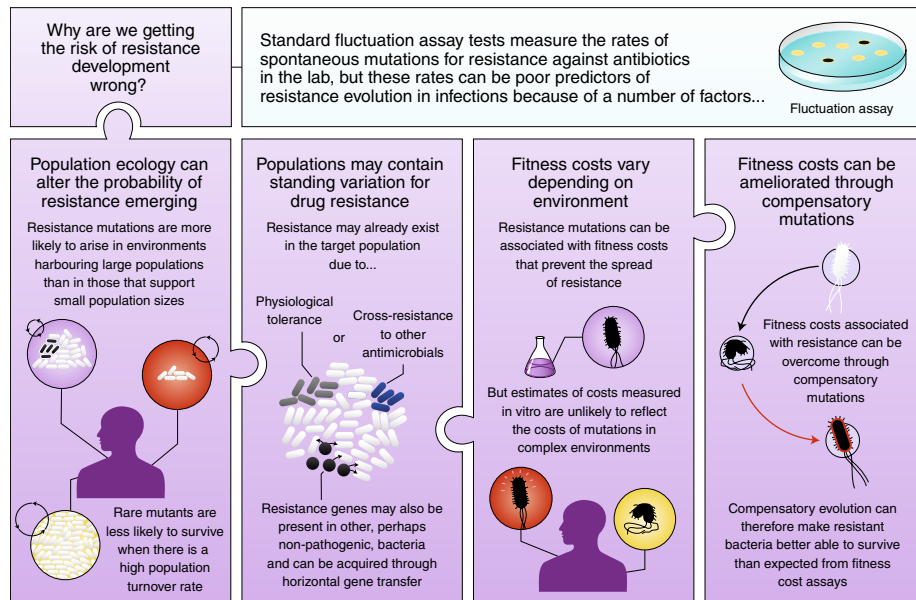 Why are we getting
the risk of resistance
development
wrong?
Standard fluctuation assay tests measure the rates of
spontaneous mutations for resistance against antibiotics
in the lab, but these rates can be poor predictors of
resistance evolution in infections because of a number of factors...
Fluctuation assay
Population ecology can
alter the probability of
resistance emerging
Resistance mutations are more
likely to arise in environments
harbouring large populations
than in those that support
small population sizes
Rare mutants are
less likely to survive
when there is a
high population
turnover rate
Populations may contain
standing variation for
drug resistance
Resistance may already exist
in the target population
due to...
Physiological
tolerance
or
Cross-resistance
to other
antimicrobials
Resistance genes may also be
present in other, perhaps
non-pathogenic, bacteria
and can be acquired through
horizontal gene transfer
Fitness costs vary
depending on
environment
Resistance mutations can be
associated with fitness costs
that prevent the spread
of resistance
But estimates of costs measured
in vitro are unlikely to reflect
the costs of mutations in
complex environments
Fitness costs can be
ameliorated through
compensatory
mutations
Fitness costs associated
with resistance can be
overcome through
compensatory
mutations
Compensatory evolution can
therefore make resistant
bacteria better able to survive
than expected from fitness
cost assays